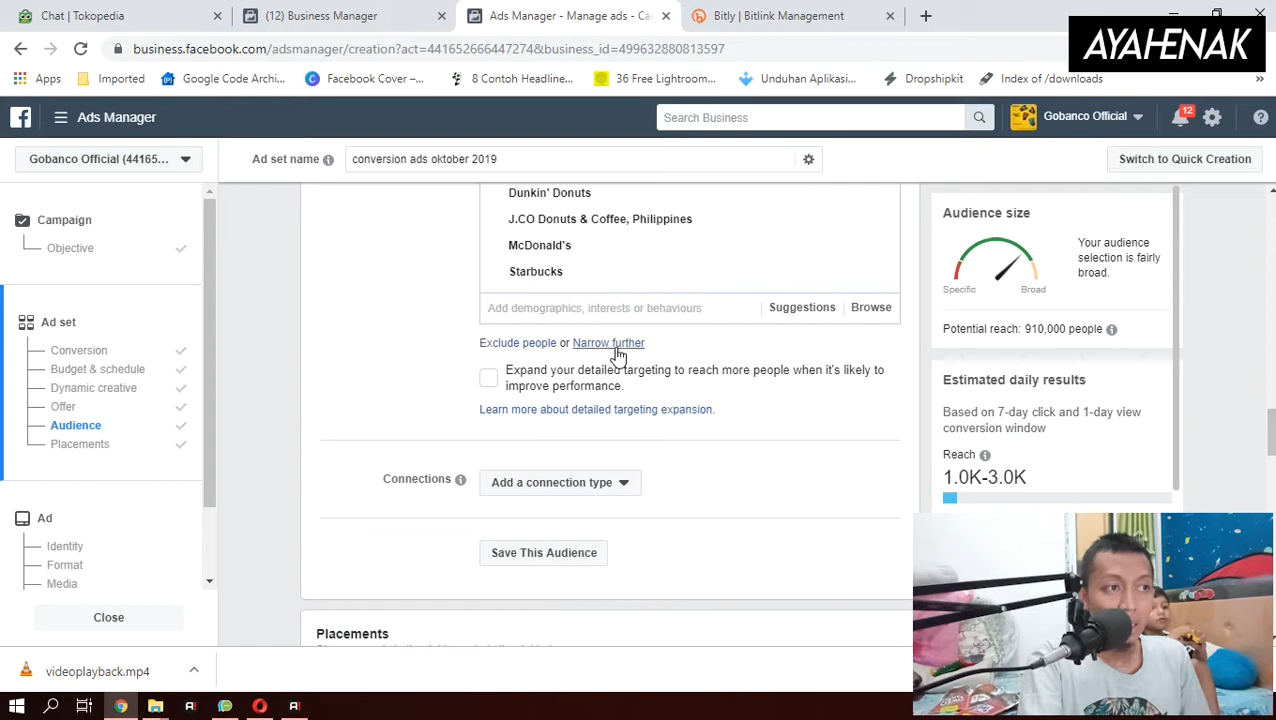 Chat | Tokopedia
(12) Business Manager
Ads Manager - Manage ads - Ca
Bitly | Bitlink Management
business.facebook.com/adsmanager/creation?act=441652666447274&business_id=499632880813597
AYAHENAK
Apps
Imported
Google Code Archi...
Facebook Cover –...
8 Contoh Headline...
36 Free Lightroom...
Unduhan Aplikasi...
Dropshipkit
Index of /downloads
Ads Manager
Search Business
Gobanco Official
12
Gobanco Official (44165...
Ad set name
conversion ads oktober 2019
Switch to Quick Creation
Campaign
Objective
Ad set
Conversion
Budget & schedule
Dynamic creative
Offer
Audience
Placements
Ad
Identity
Format
Media
Close
Dunkin' Donuts
J.CO Donuts & Coffee, Philippines
McDonald's
Starbucks
Add demographics, interests or behaviours
Suggestions
Browse
Exclude people or Narrow further
Expand your detailed targeting to reach more people when it's likely to
improve performance.
Learn more about detailed targeting expansion.
Connections
Add a connection type
Save This Audience
Placements
Audience size
Specific
Broad
Your audience
selection is fairly
broad.
Potential reach: 910,000 people
Estimated daily results
Based on 7-day click and 1-day view
conversion window
Reach
1.0K-3.0K
videoplayback.mp4